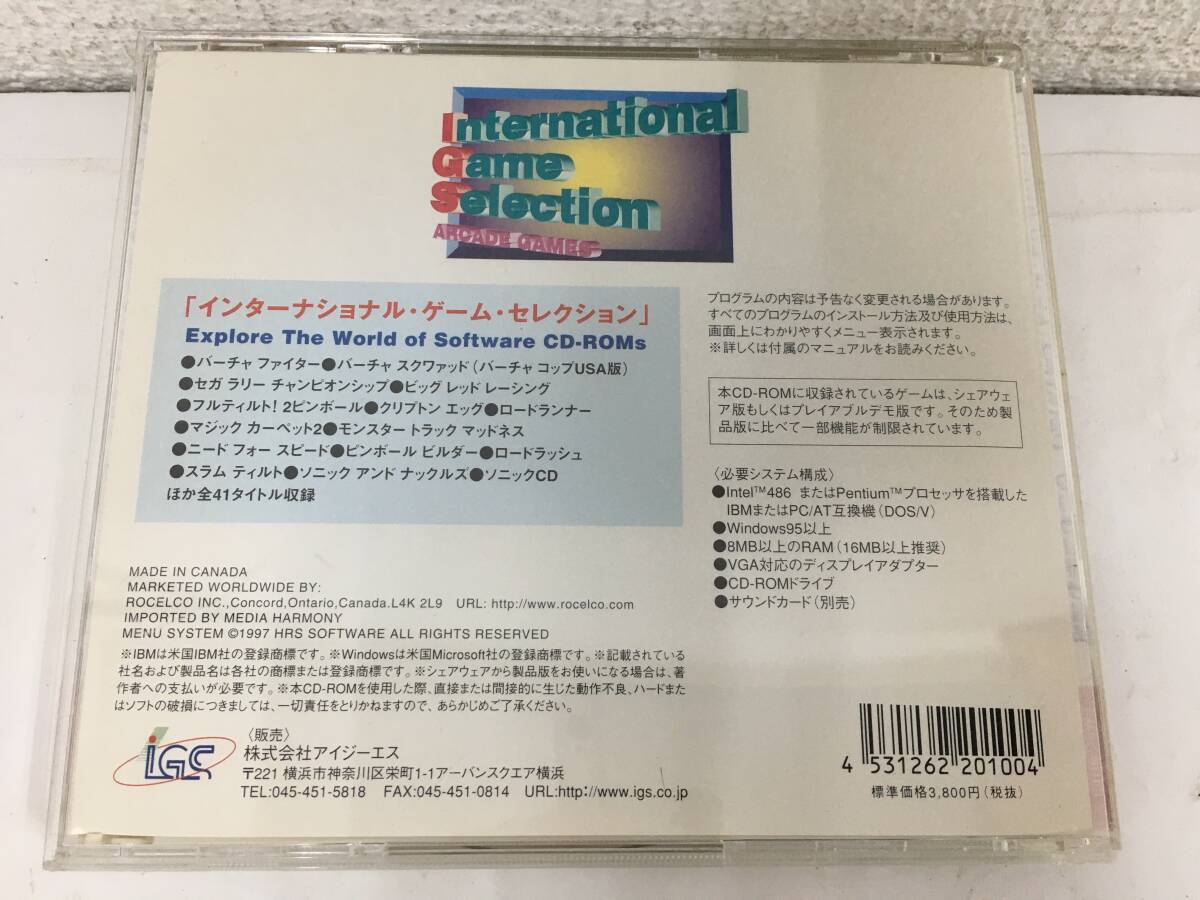 International
Game
Selection
ARCADE GAMES
「インターナショナル・ゲーム・セレクション」
Explore The World of Software CD-ROMs
●バーチャ ファイター●バーチャ スクワァッド(バーチャ コップUSA版)
●セガ ラリー チャンピオンシップ●ビッグ レッド レーシング
●フルティルト! 2ピンボール●クリプトン エッグ●ロードランナー
●マジック カーペット2●モンスター トラック マッドネス
●ニード フォー スピード●ピンボール ビルダー●ロードラッシュ
●スラム ティルト●ソニック アンド ナックルズ●ソニックCD
ほか全41タイトル収録
プログラムの内容は予告なく変更される場合があります。
すべてのプログラムのインストール方法及び使用方法は、
画面上にわかりやすくメニュー表示されます。
※詳しくは付属のマニュアルをお読みください。
本CD-ROMに収録されているゲームは、シェアウェ
ア版もしくはプレイアブルデモ版です。そのため製
品版に比べて一部機能が制限されています。
〈必要システム構成〉
●Intel™486 またはPentium™プロセッサを搭載した
IBMまたはPC/AT互換機(DOS/V)
●Windows95以上
●8MB以上のRAM(16MB以上推奨)
●VGA対応のディスプレイアダプター
●CD-ROMドライブ
●サウンドカード(別売)
MADE IN CANADA
MARKETED WORLDWIDE BY:
ROCELCO INC.,Concord,Ontario,Canada.L4K 2L9 URL: http://www.rocelco.com
IMPORTED BY MEDIA HARMONY
MENU SYSTEM ©1997 HRS SOFTWARE ALL RIGHTS RESERVED
※IBMは米国IBM社の登録商標です。※Windowsは米国Microsoft社の登録商標です。※記載されている
社名および製品名は各社の商標または登録商標です。※シェアウェアから製品版をお使いになる場合は、著
作者への支払いが必要です。※本CD-ROMを使用した際、直接または間接的に生じた動作不良、ハードまた
はソフトの破損につきましては、一切責任をとりかねますので、あらかじめご了承ください。
IGS
〈販売〉
株式会社アイジーエス
〒221 横浜市神奈川区栄町1-1アーバンスクエア横浜
TEL:045-451-5818 FAX:045-451-0814 URL:http://www.igs.co.jp
4 531262 201004
標準価格3,800円(税抜)